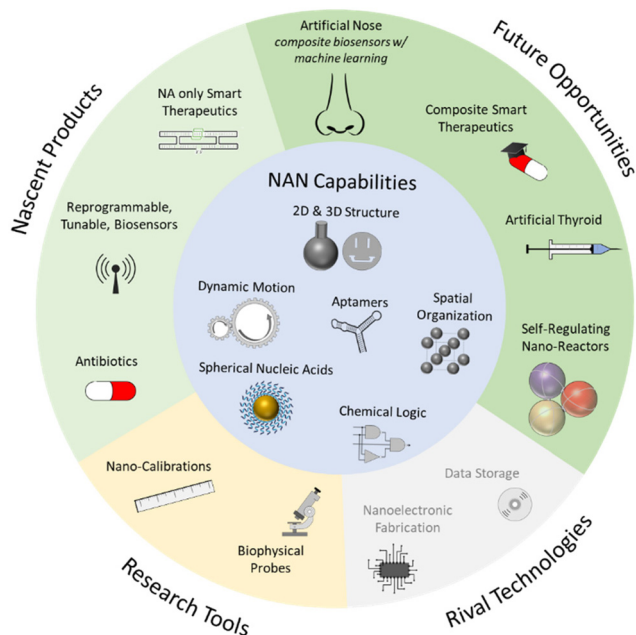 Artificial Nose
composite biosensors w/
machine learning
Future Opportunities
Composite Smart
Therapeutics
Artificial Thyroid
Self-Regulating
Nano-Reactors
Nascent Products
NA only Smart
Therapeutics
Reprogrammable,
Tunable, Biosensors
Antibiotics
NAN Capabilities
2D & 3D Structure
Dynamic Motion
Aptamers
Spatial
Organization
Spherical Nucleic Acids
Chemical Logic
Nano-Calibrations
Biophysical
Probes
Research Tools
Data Storage
Nanoelectronic
Fabrication
Rival Technologies